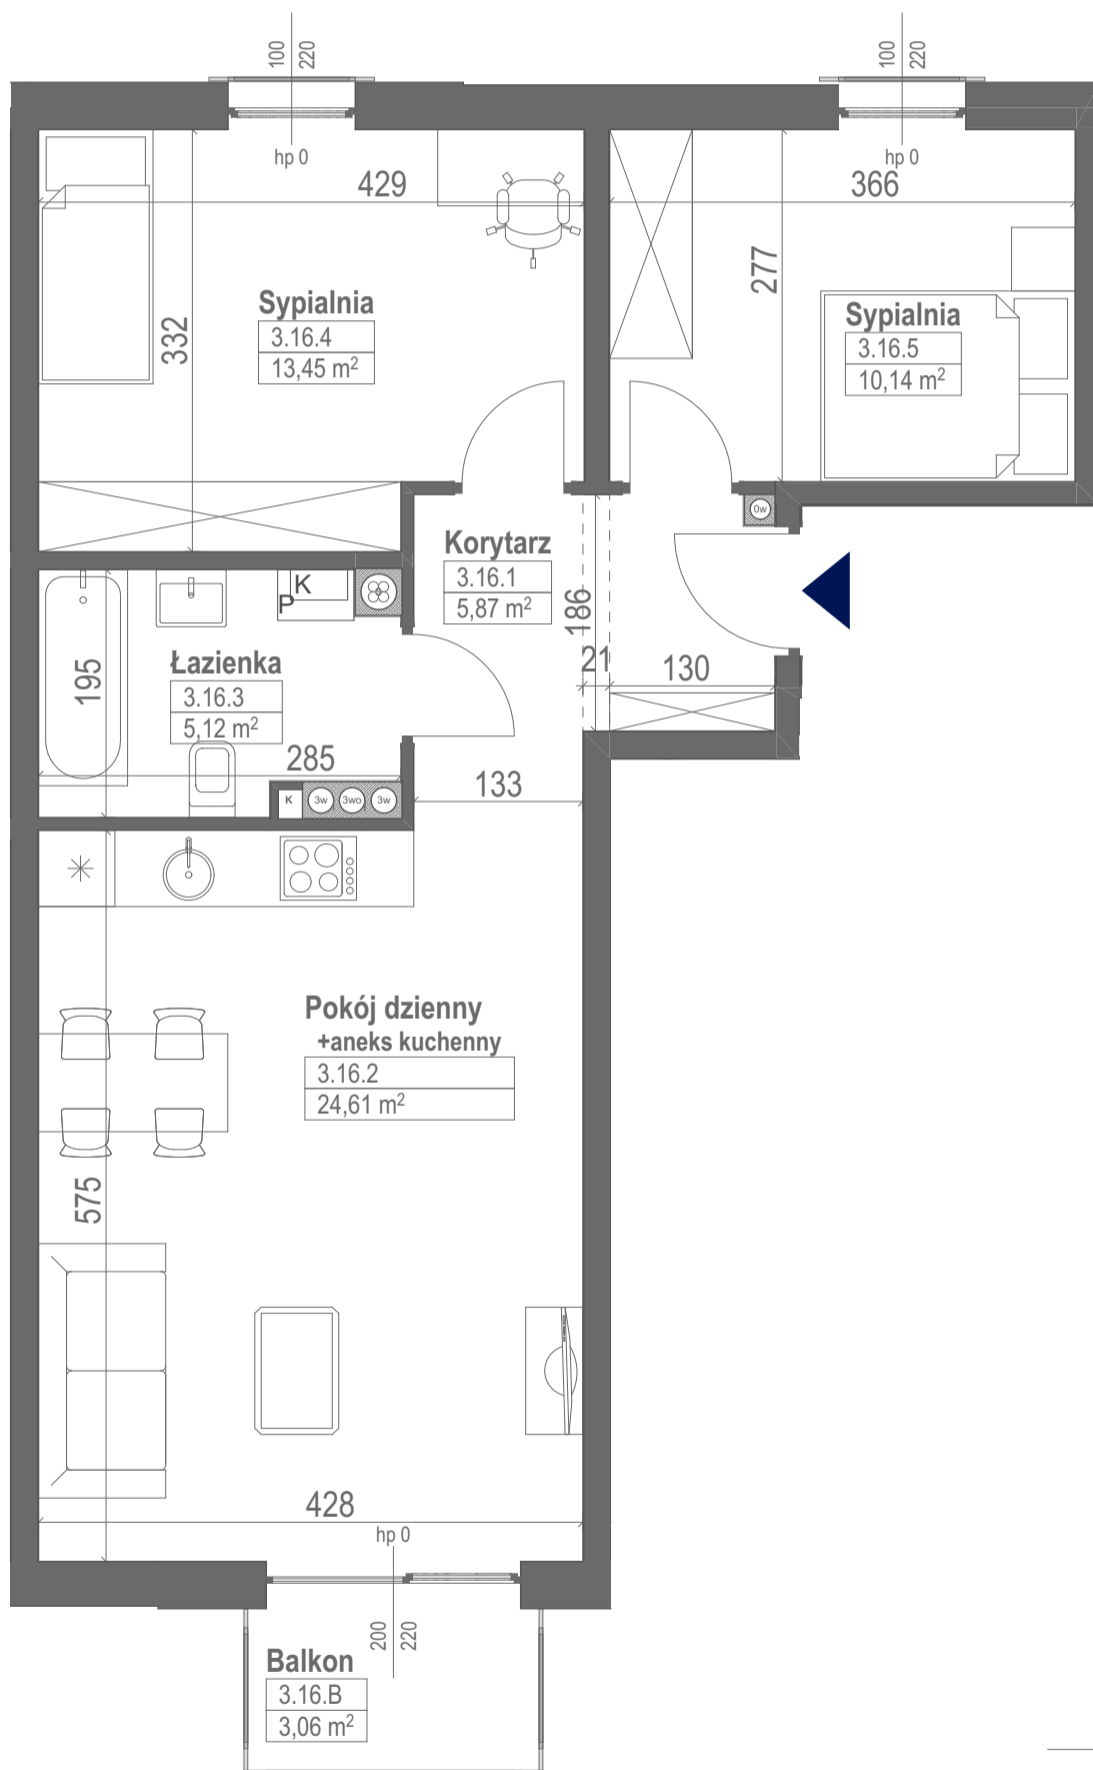 100
220
100
220
hp 0
hp 0
429
366
277
332
Sypialnia
3.16.4
13,45 m²
Sypialnia
3.16.5
10,14 m²
0w
Korytarz
3.16.1
5,87 m²
186
21
130
K
P
195
Łazienka
3.16.3
5,12 m²
285
133
K
3w
3wo
3w
Pokój dzienny
+aneks kuchenny
3.16.2
24,61 m²
575
428
hp 0
200
220
Balkon
3.16.B
3,06 m²